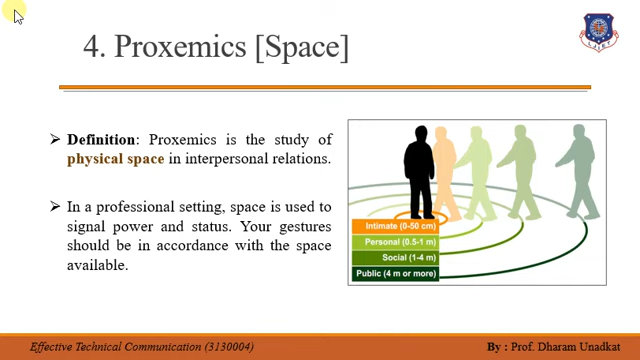 4. Proxemics [Space]
➢ Definition: Proxemics is the study of
physical space in interpersonal relations.
➢ In a professional setting, space is used to
signal power and status. Your gestures
should be in accordance with the space
available.
Intimate (0-50 cm)
Personal (0.5-1 m)
Social (1-4 m)
Public (4 m or more)
Effective Technical Communication (3130004)
By : Prof. Dharam Unadkat